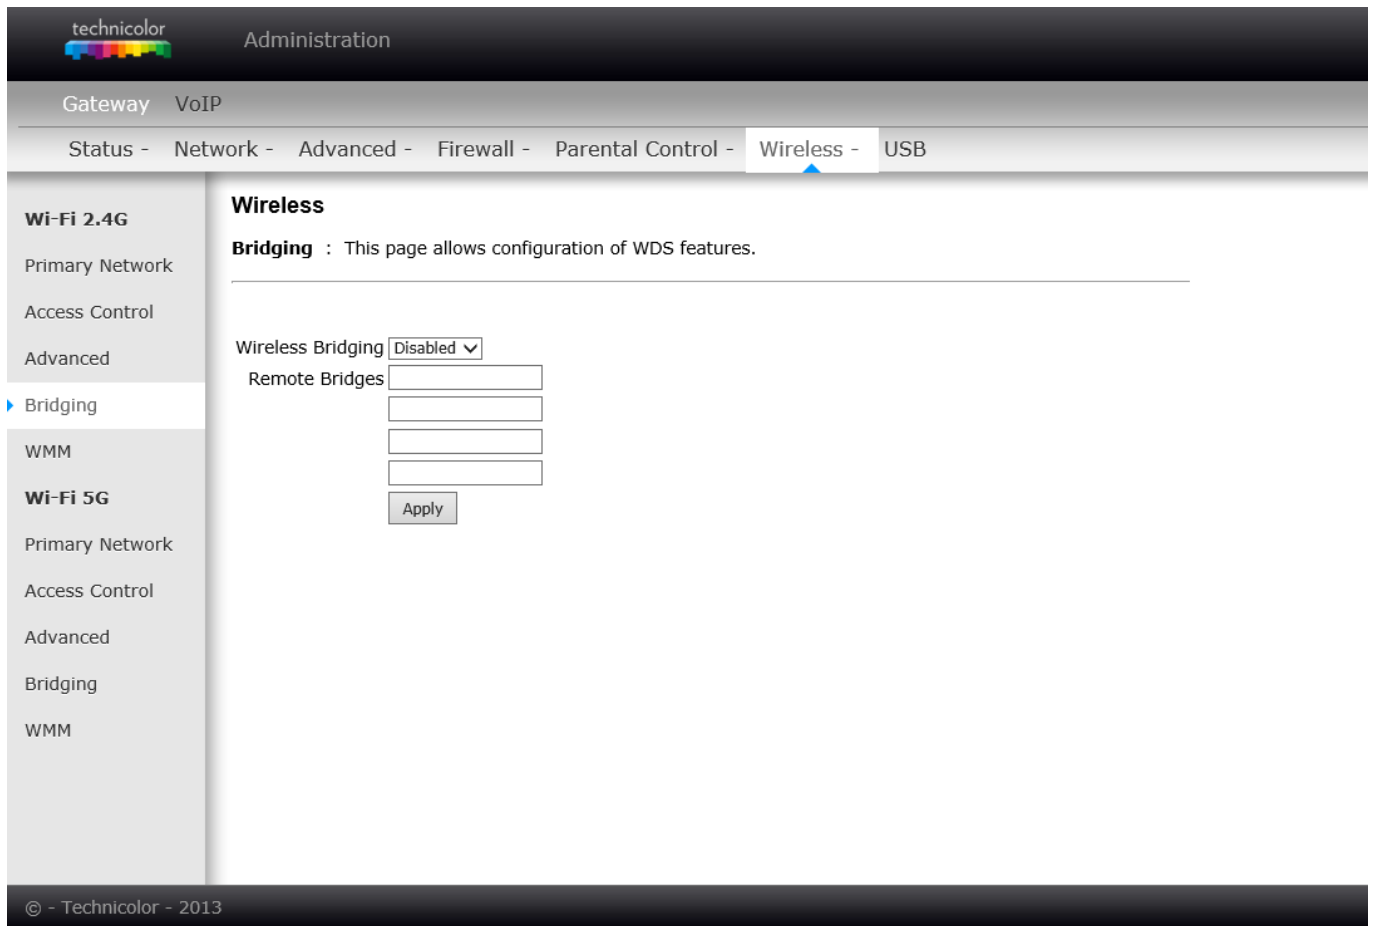 technicolor
Administration
Gateway VoIP
Status - Network - Advanced - Firewall - Parental Control - Wireless - USB
Wi-Fi 2.4G
Primary Network
Access Control
Advanced
Bridging
WMM
Wi-Fi 5G
Primary Network
Access Control
Advanced
Bridging
WMM
Wireless
Bridging : This page allows configuration of WDS features.
Wireless Bridging Disabled
Remote Bridges
Apply
© - Technicolor - 2013